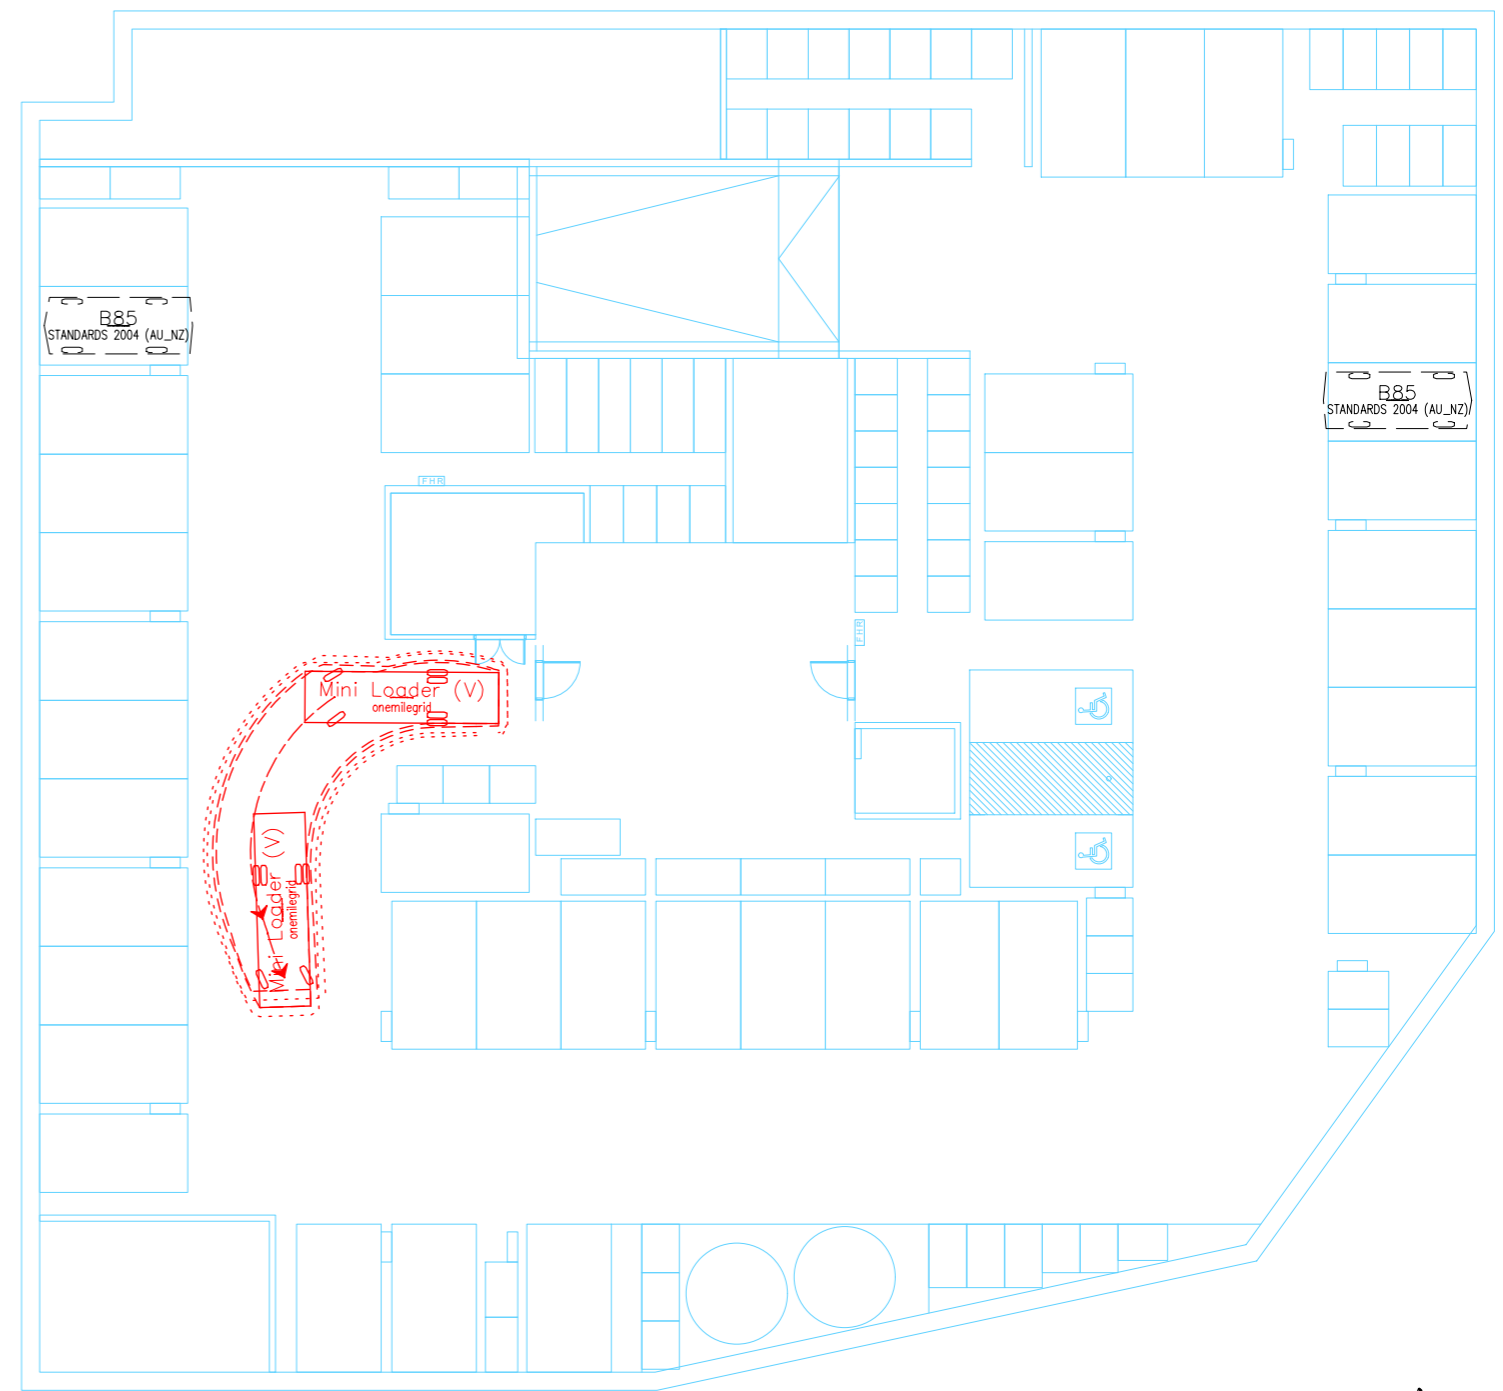 B85
STANDARDS 2004 (AU_NZ)
B85
STANDARDS 2004 (AU_NZ)
FHR
FHR
Mini Loader (V)
onemilegrid
Mini Loader (V)
onemilegrid